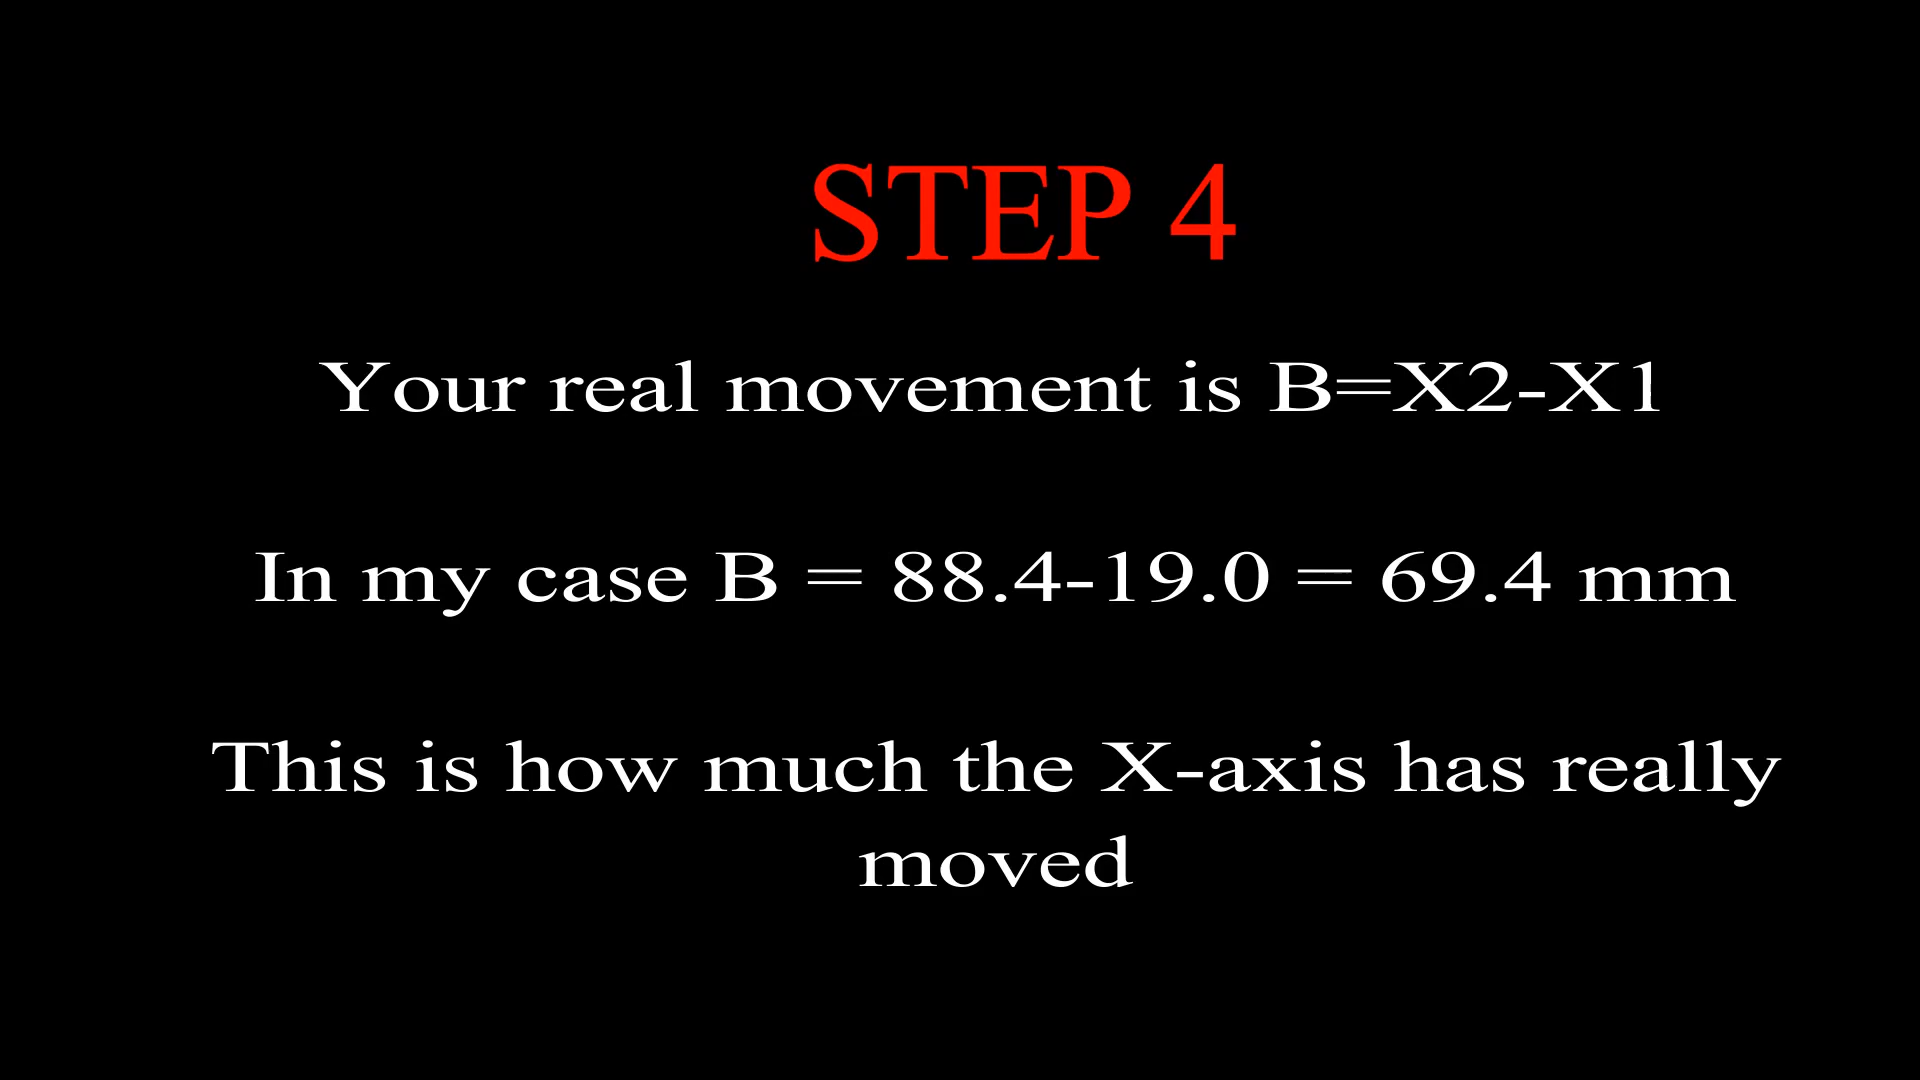 STEP 4
Your real movement is B=X2-X1
In my case B = 88.4-19.0 = 69.4 mm
This is how much the X-axis has really
moved